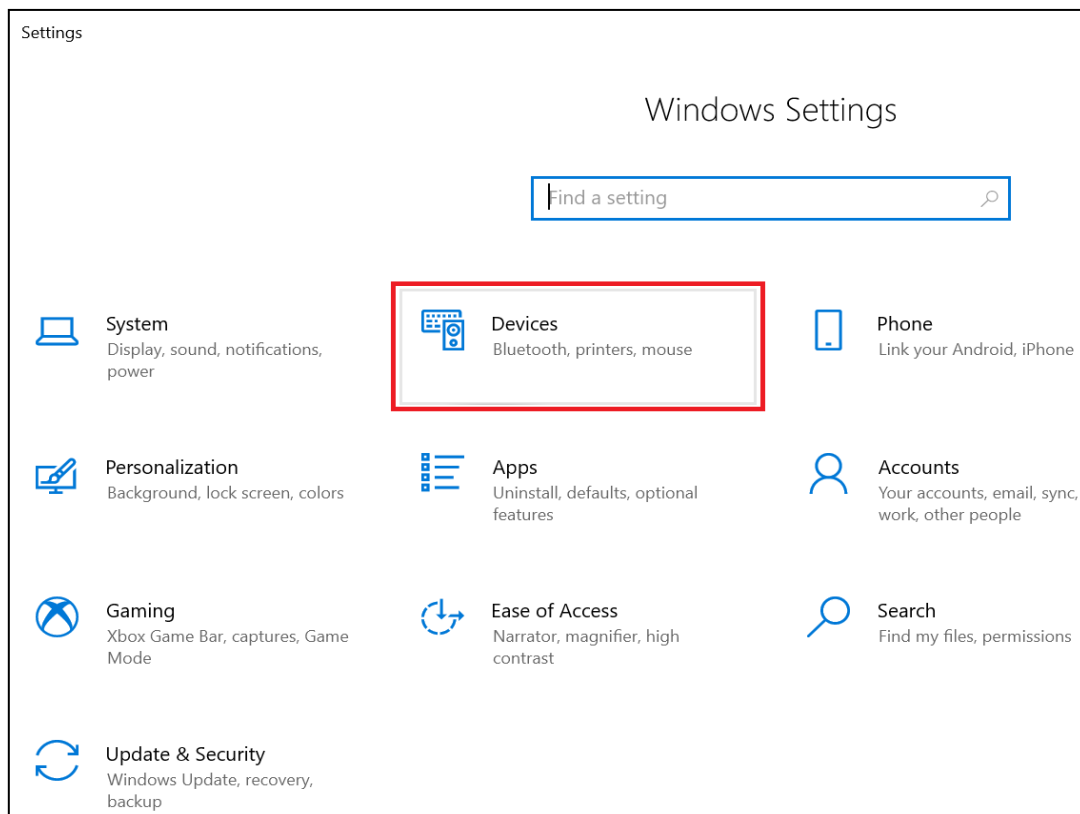 Settings
Windows Settings
Find a setting
System
Display, sound, notifications,
power
Devices
Bluetooth, printers, mouse
Phone
Link your Android, iPhone
Personalization
Background, lock screen, colors
Apps
Uninstall, defaults, optional
features
Accounts
Your accounts, email, sync,
work, other people
Gaming
Xbox Game Bar, captures, Game
Mode
Ease of Access
Narrator, magnifier, high
contrast
Search
Find my files, permissions
Update & Security
Windows Update, recovery,
backup